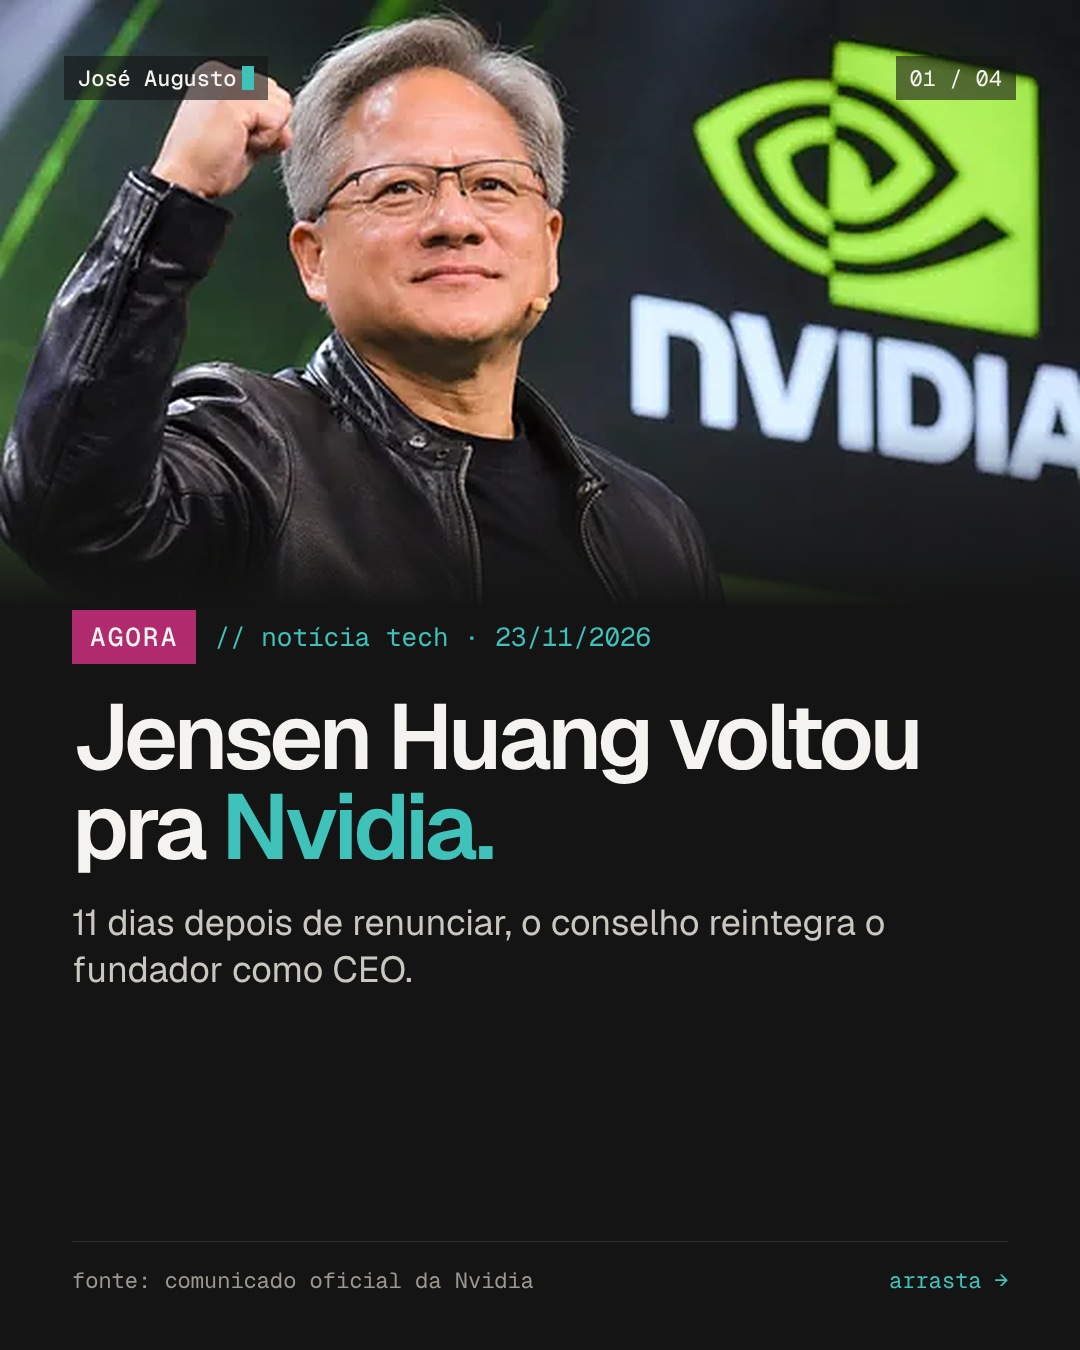 José Augusto
01 / 04
NVIDIA
AGORA // notícia tech · 23/11/2026
Jensen Huang voltou
pra Nvidia.
11 dias depois de renunciar, o conselho reintegra o
fundador como CEO.
fonte: comunicado oficial da Nvidia
arrasta →